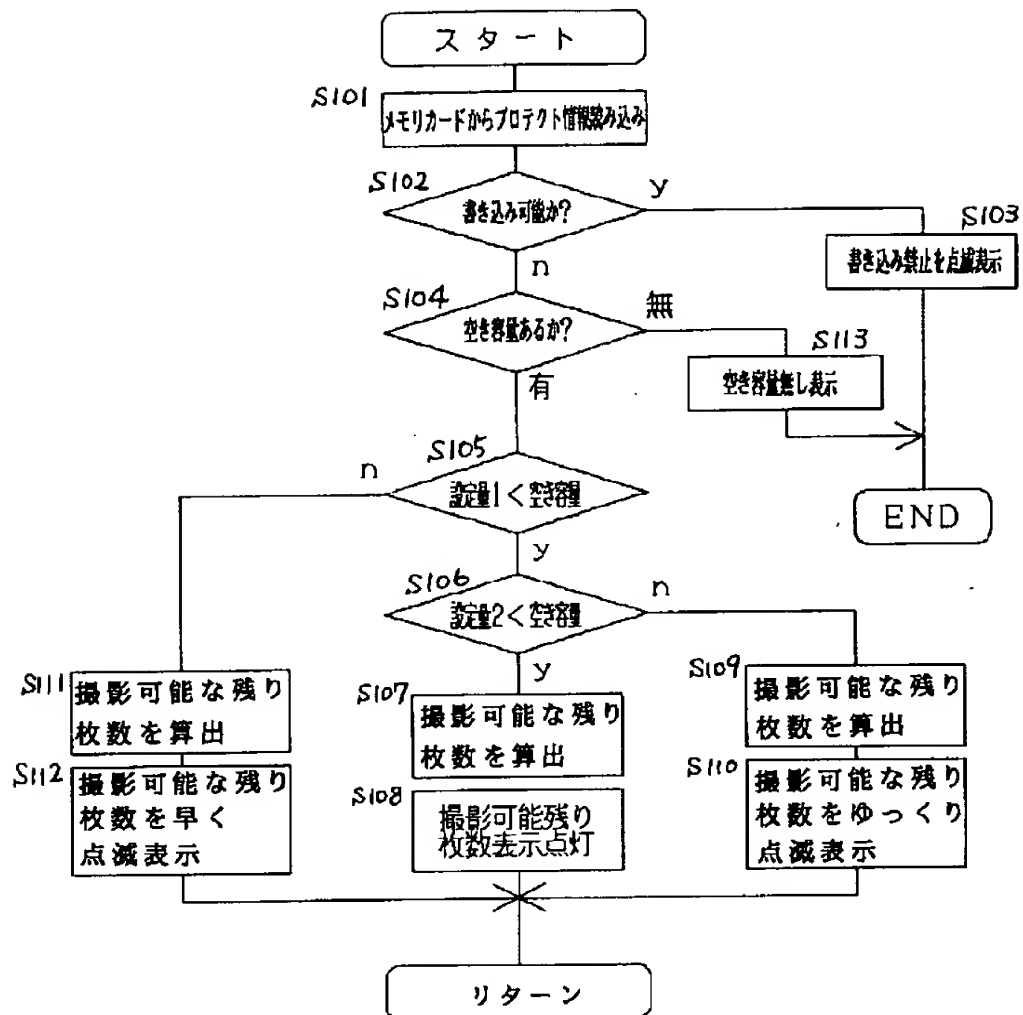 スタート
S101
メモリカードからプロテクト情報読み込み
S102
書き込み可能か?
y
n
S103
書き込み禁止を点滅表示
S104
空き容量あるか?
無
有
S113
空き容量無し表示
END
S105
設定量1<空き容量
n
y
S106
設定量2<空き容量
n
y
S111
撮影可能な残り
枚数を算出
S112
撮影可能な残り
枚数を早く
点滅表示
S107
撮影可能な残り
枚数を算出
S108
撮影可能残り
枚数表示点灯
S109
撮影可能な残り
枚数を算出
S110
撮影可能な残り
枚数をゆっくり
点滅表示
リターン